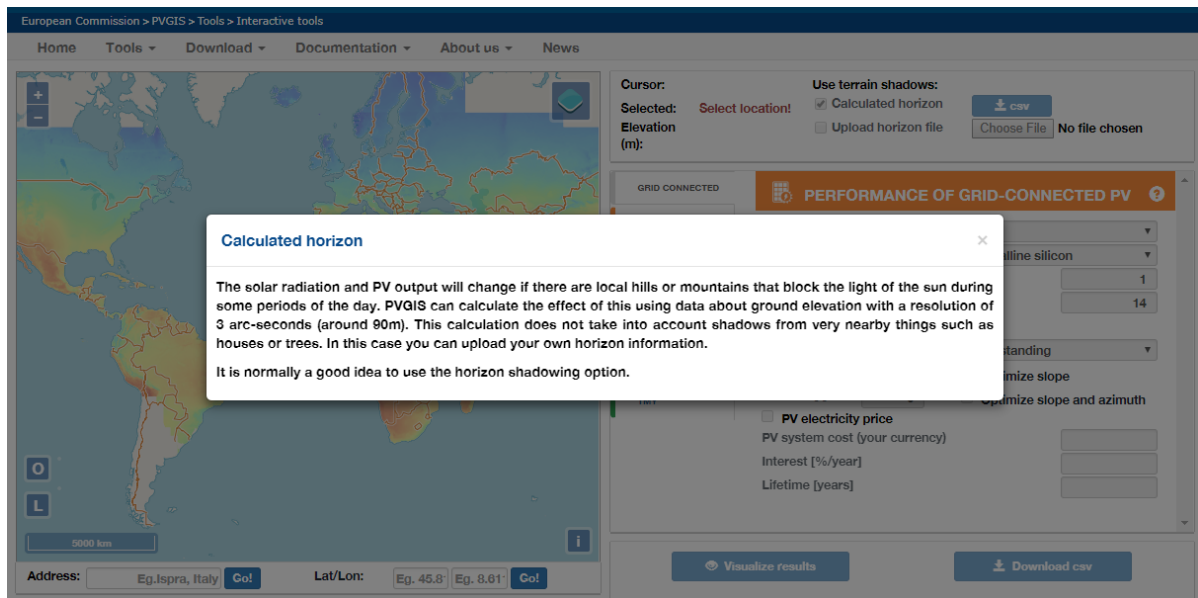 European Commission > PVGIS > Tools > Interactive tools
Home Tools Download Documentation About us News
+
−
Cursor:
Use terrain shadows:
Selected: Select location!
Calculated horizon
csv
Elevation
(m):
Upload horizon file
Choose File No file chosen
GRID CONNECTED
PERFORMANCE OF GRID-CONNECTED PV ?
Calculated horizon ×
The solar radiation and PV output will change if there are local hills or mountains that block the light of the sun during
some periods of the day. PVGIS can calculate the effect of this using data about ground elevation with a resolution of
3 arc-seconds (around 90m). This calculation does not take into account shadows from very nearby things such as
houses or trees. In this case you can upload your own horizon information.
It is normally a good idea to use the horizon shadowing option.
silicon
1
14
slope
slope and azimuth
PV electricity price
PV system cost (your currency)
Interest [%/year]
Lifetime [years]
O
L
5000 km
i
Address: Eg.Ispra, Italy Go! Lat/Lon: Eg. 45.8 Eg. 8.61 Go!
Visualize results
Download csv